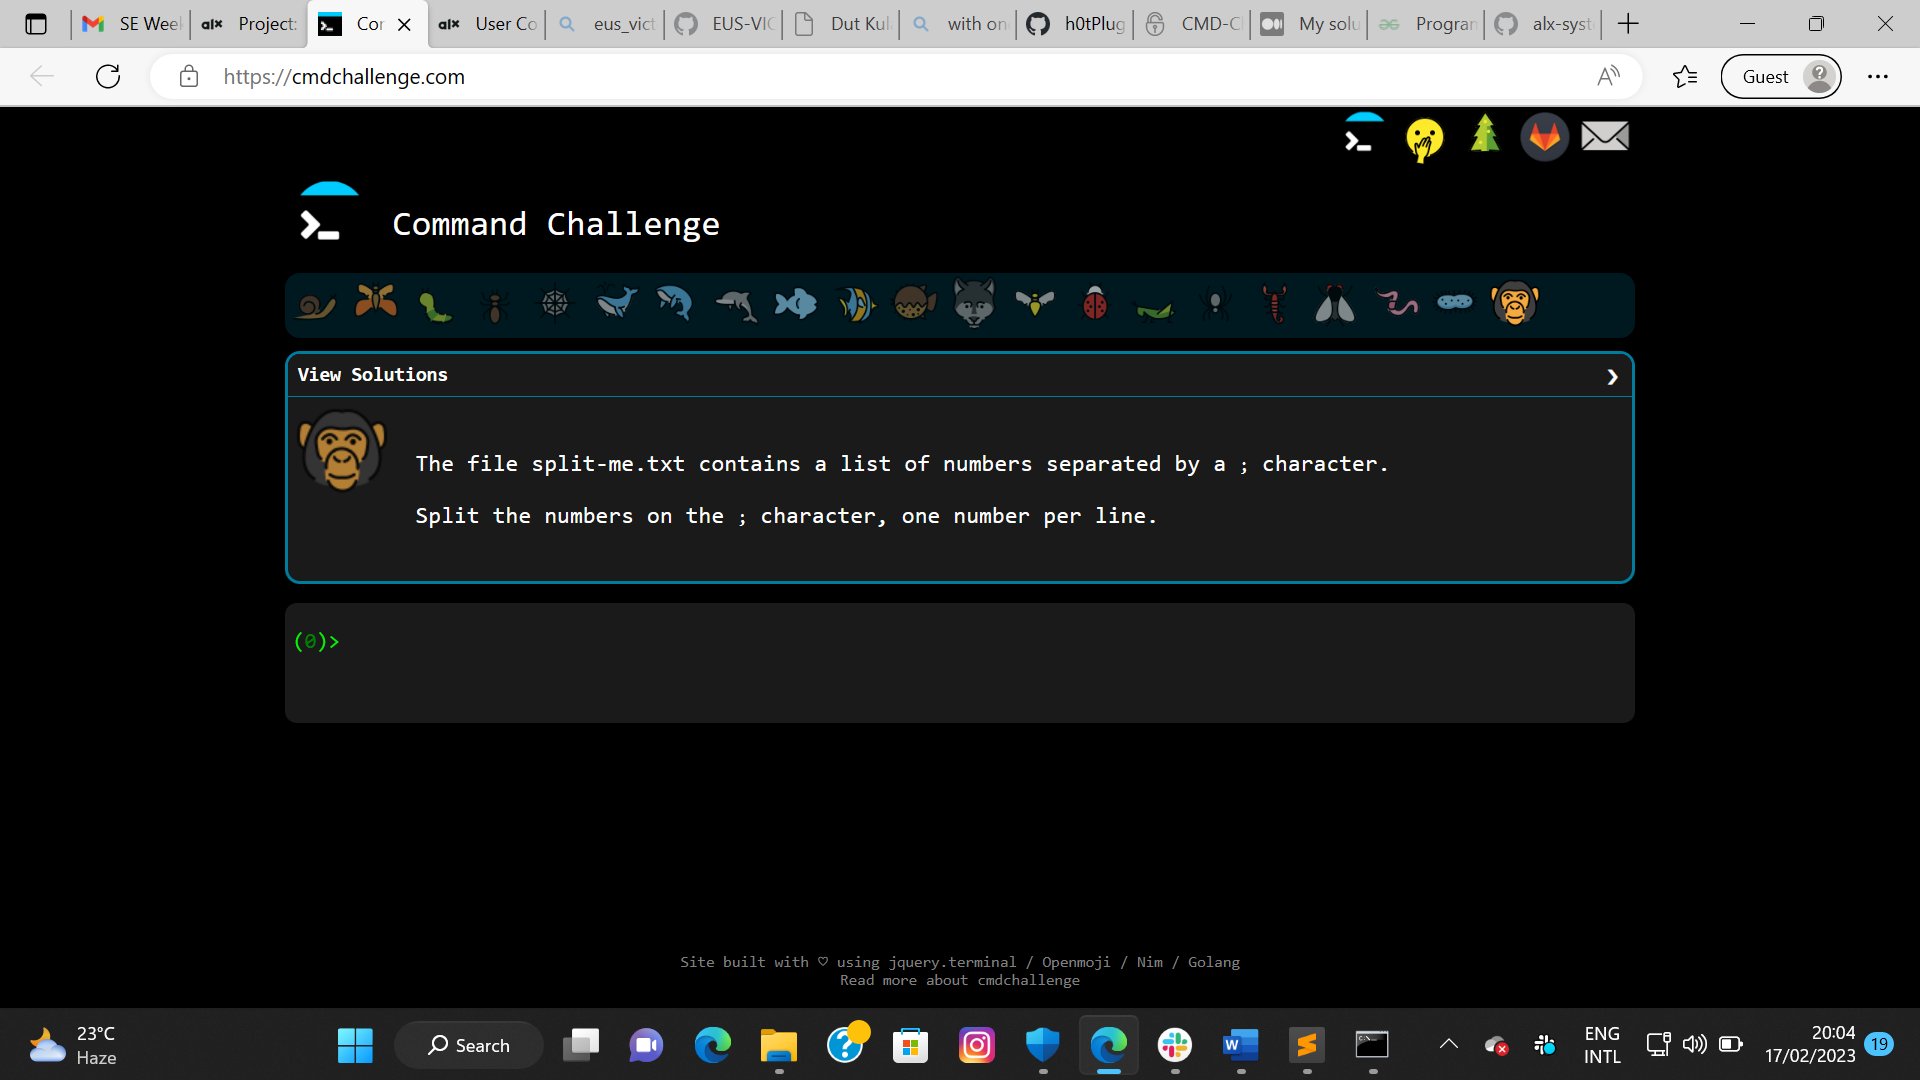 SE Week
Project:
Cor
User Co
eus_vict
EUS-VIC
Dut Kul
with on
h0tPlug
CMD-C
My solu
Program
alx-syst
https://cmdchallenge.com
Guest
Command Challenge
View Solutions
The file split-me.txt contains a list of numbers separated by a ; character.
Split the numbers on the ; character, one number per line.
(0)>
Site built with ♡ using jquery.terminal / Openmoji / Nim / Golang
Read more about cmdchallenge
23°C
Haze
Search
ENG
INTL
20:04
17/02/2023
19